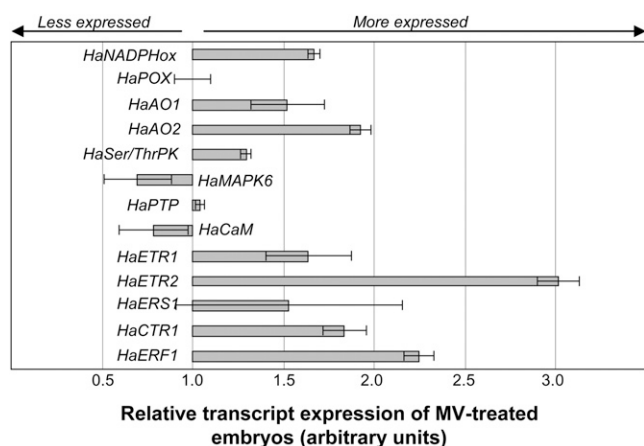 Less expressed More expressed
HaNADPHox
HaPOX
HaAO1
HaAO2
HaSer/ThrPK
HaMAPK6
HaPTP
HaCaM
HaETR1
HaETR2
HaERS1
HaCTR1
HaERF1
0.5 1.0 1.5 2.0 2.5 3.0
Relative transcript expression of MV-treated
embryos (arbitrary units)